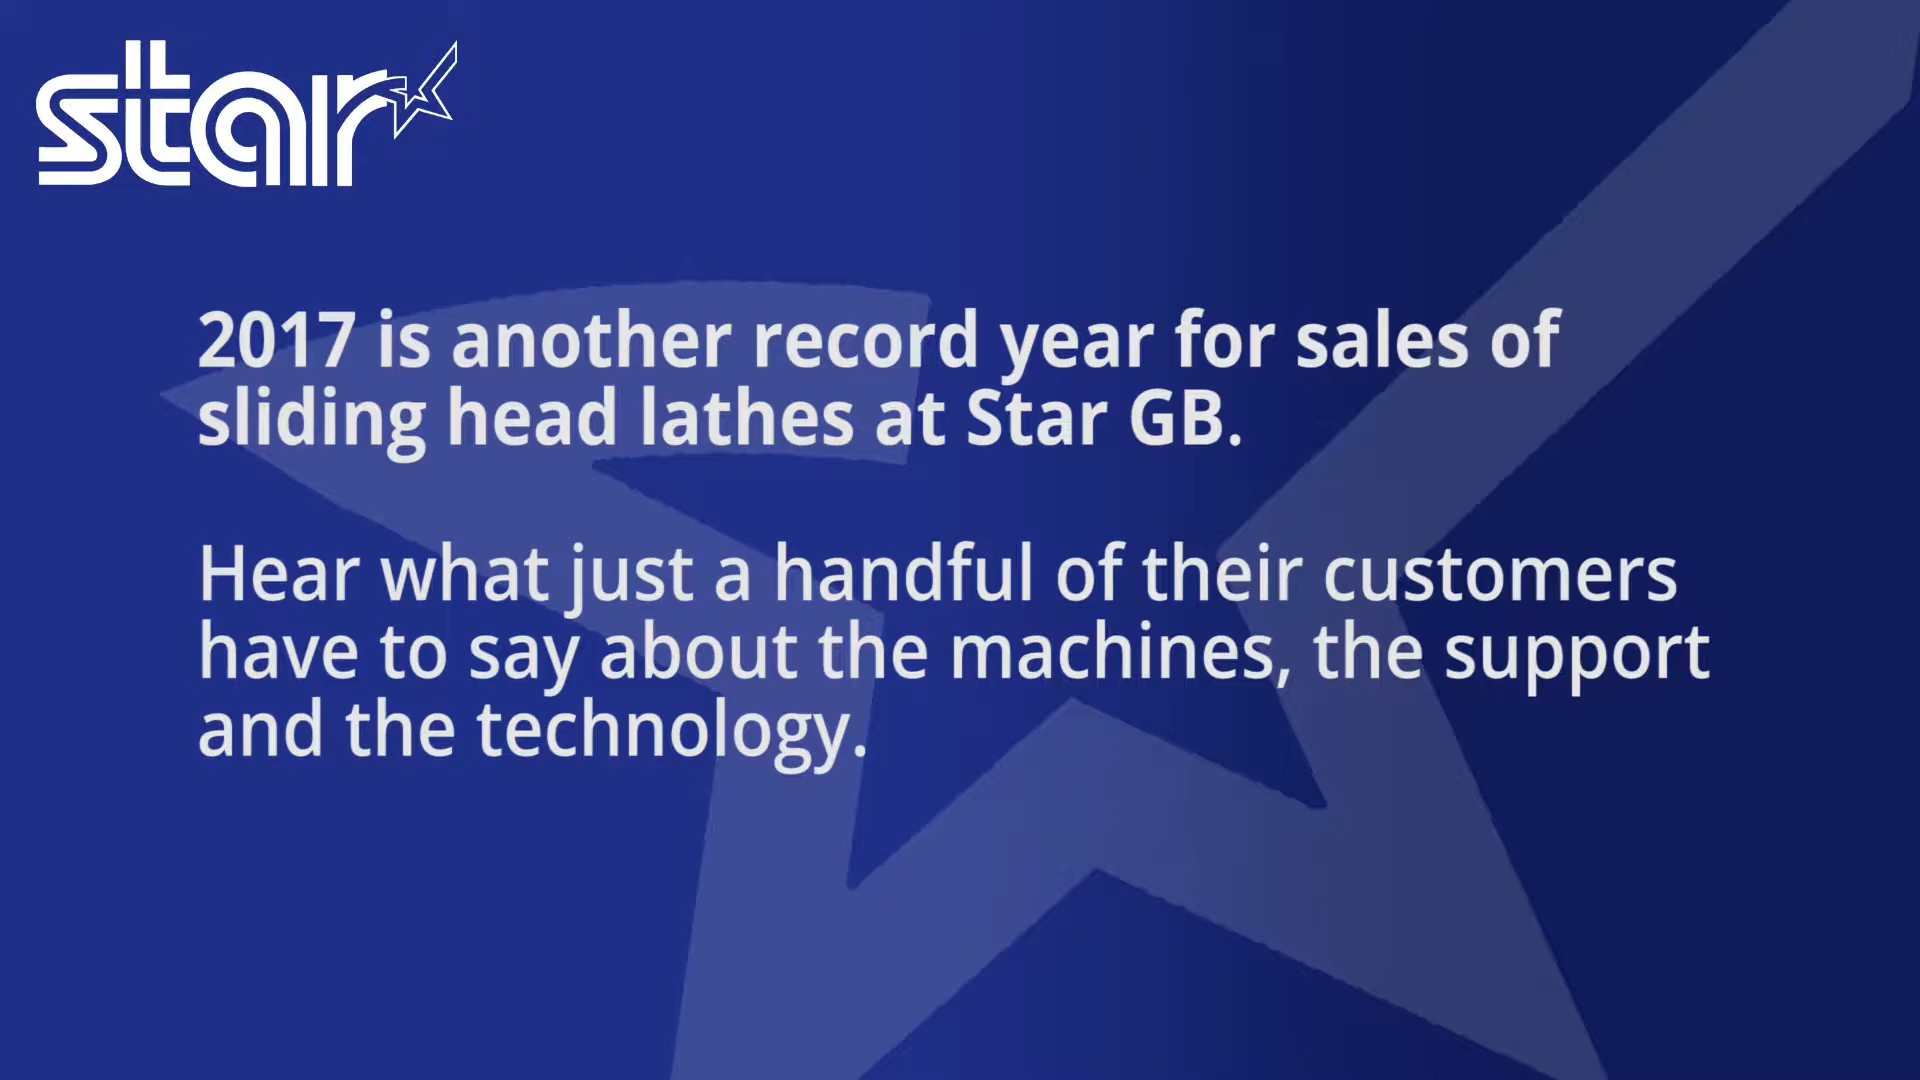 star
2017 is another record year for sales of
sliding head lathes at Star GB.
Hear what just a handful of their customers
have to say about the machines, the support
and the technology.